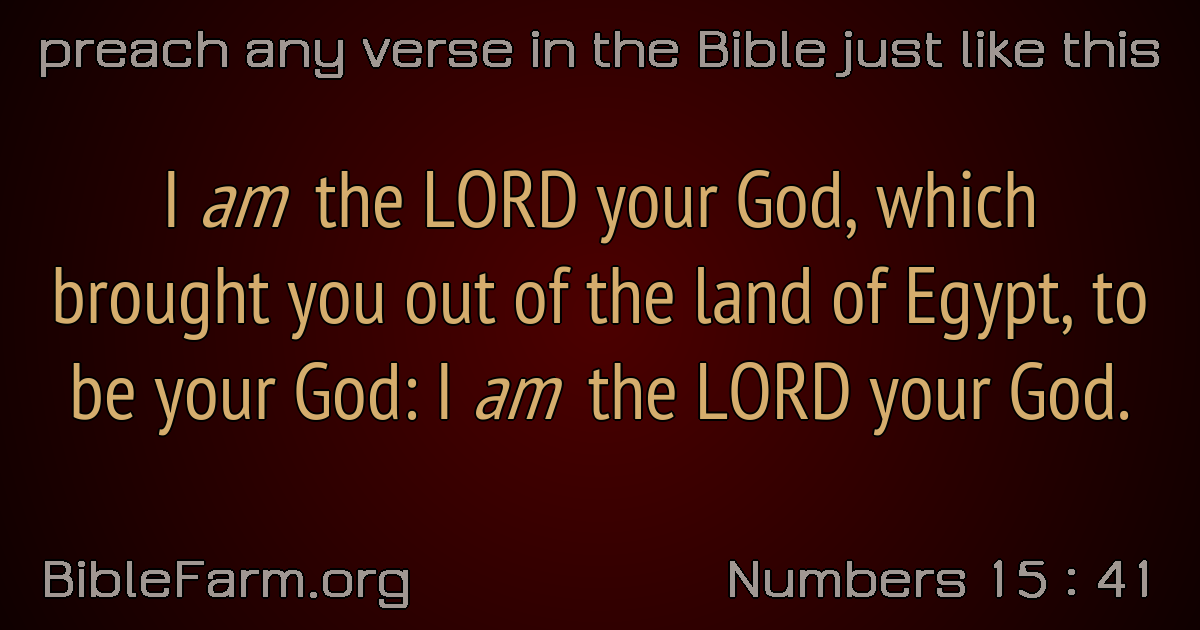 preach any verse in the Bible just like this
I am the LORD your God, which
brought you out of the land of Egypt, to
be your God: I am the LORD your God.
BibleFarm.org
Numbers 15 : 41